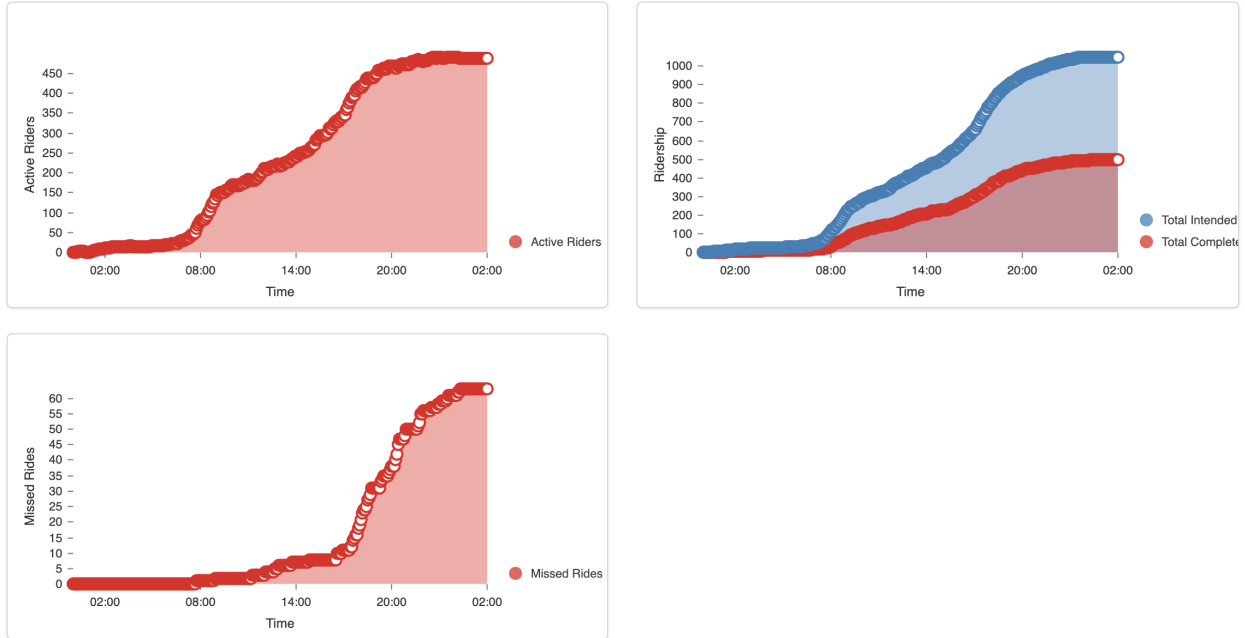 450
400
350
300
250
200
150
100
50
0
Active Riders
02:00 08:00 14:00 20:00 02:00
Time
Active Riders
1000
900
800
700
600
500
400
300
200
100
0
Ridership
02:00 08:00 14:00 20:00 02:00
Time
Total Intended
Total Complete
60
55
50
45
40
35
30
25
20
15
10
5
0
Missed Rides
02:00 08:00 14:00 20:00 02:00
Time
Missed Rides